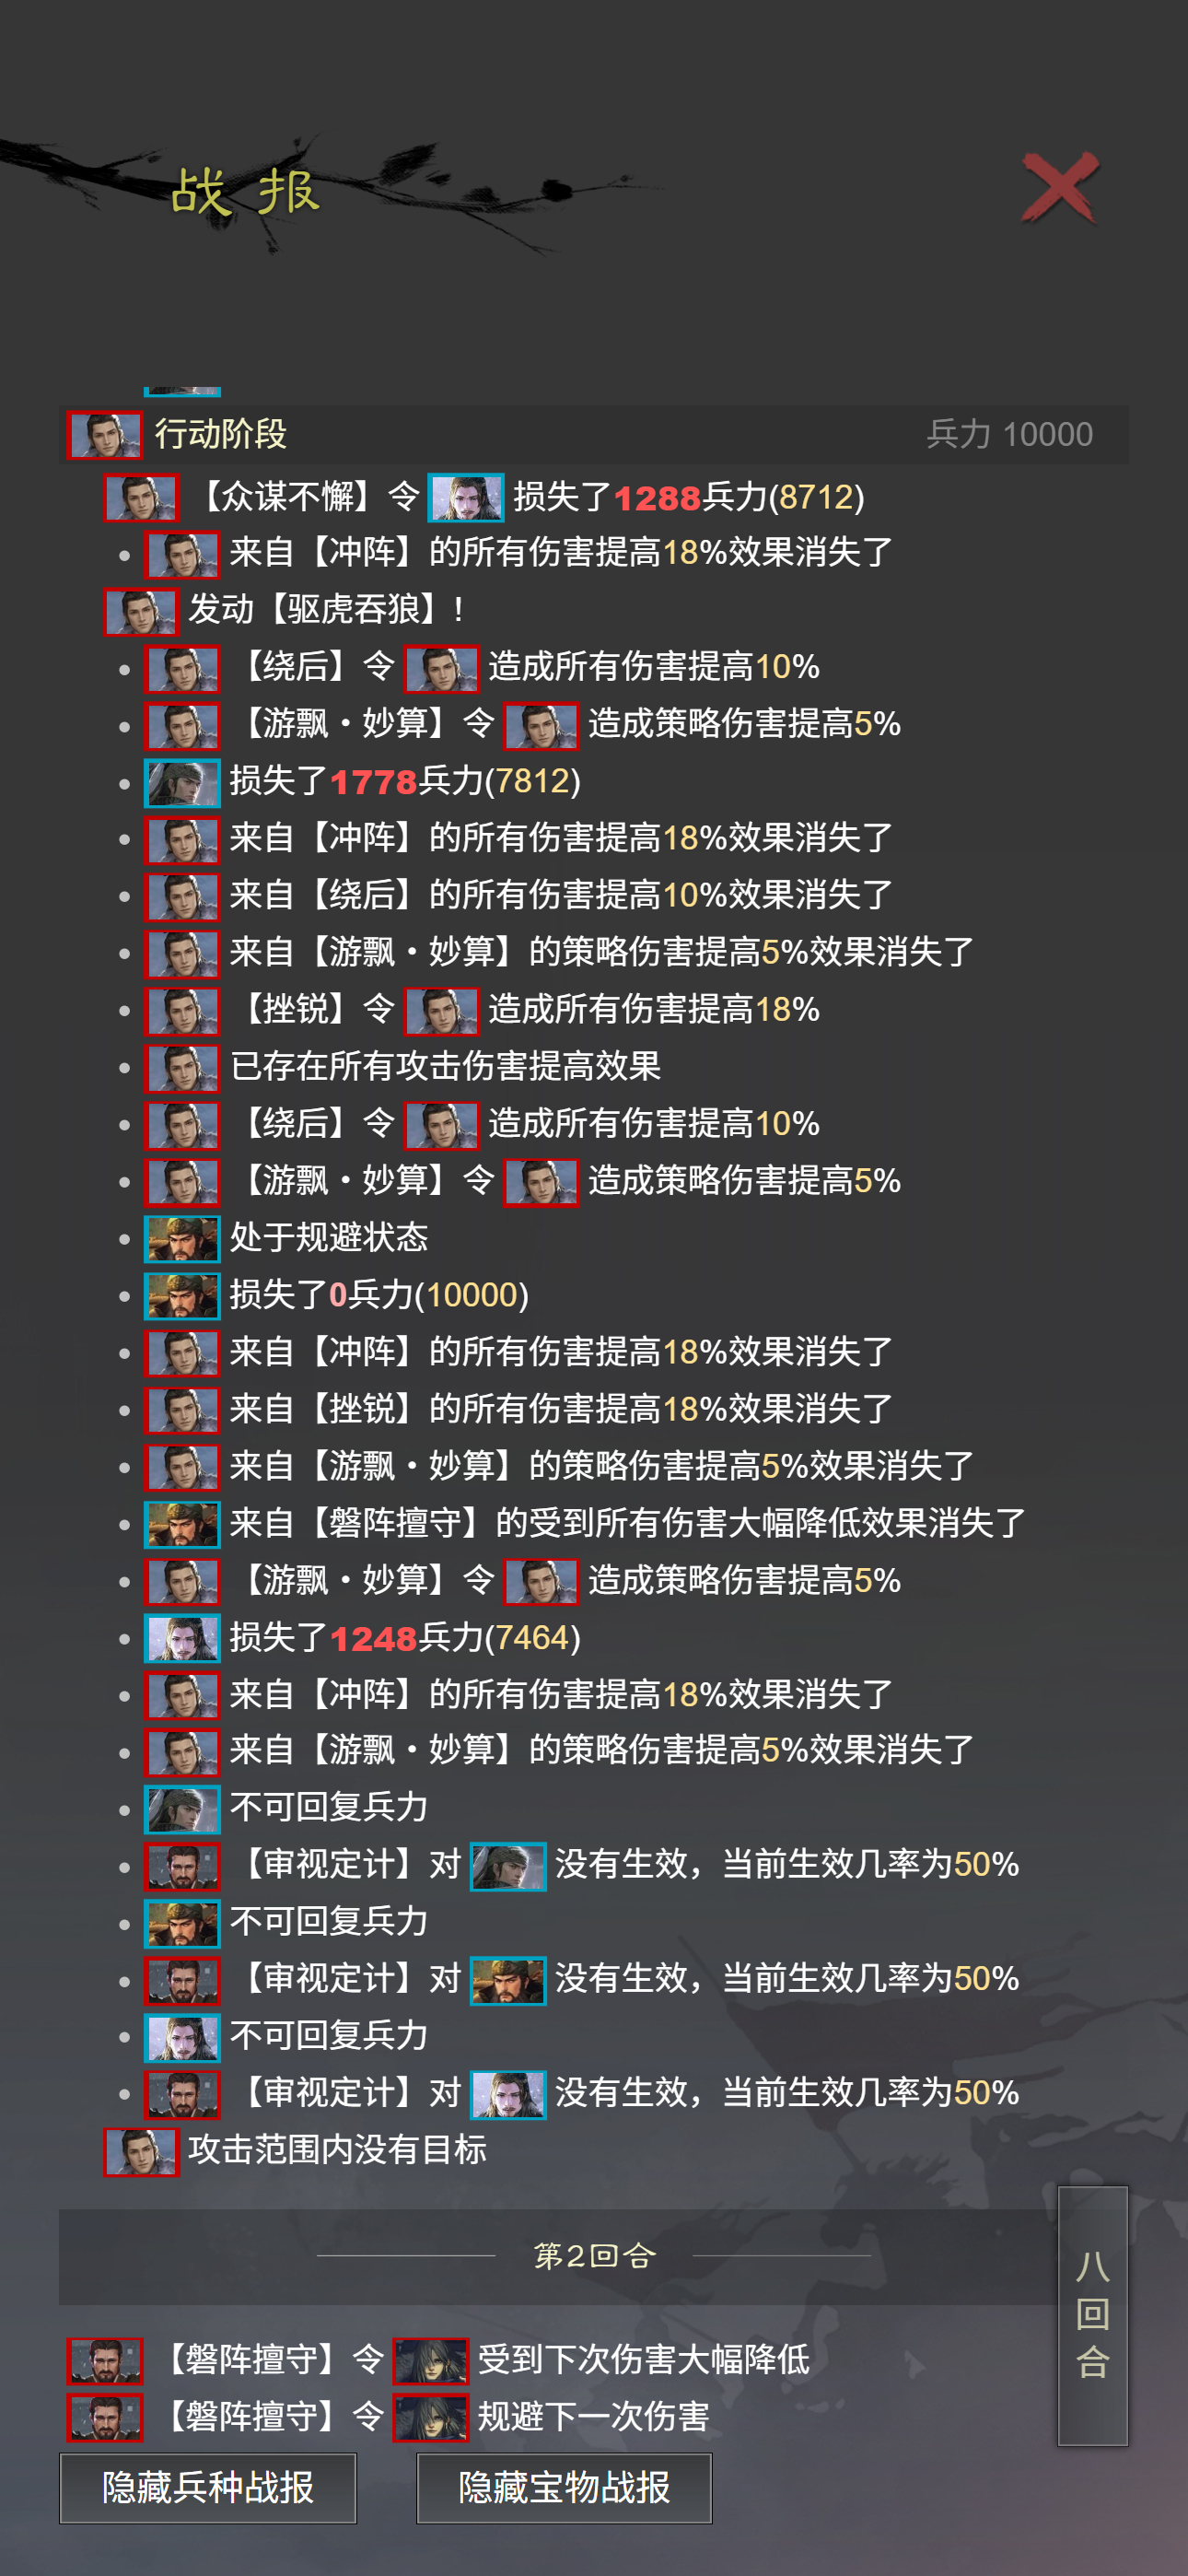 战报
行动阶段 兵力 10000
【众谋不懈】令 损失了1288兵力(8712)
来自【冲阵】的所有伤害提高18%效果消失了
发动【驱虎吞狼】!
【绕后】令 造成所有伤害提高10%
【游飘·妙算】令 造成策略伤害提高5%
损失了1778兵力(7812)
来自【冲阵】的所有伤害提高18%效果消失了
来自【绕后】的所有伤害提高10%效果消失了
来自【游飘·妙算】的策略伤害提高5%效果消失了
【挫锐】令 造成所有伤害提高18%
已存在所有攻击伤害提高效果
【绕后】令 造成所有伤害提高10%
【游飘·妙算】令 造成策略伤害提高5%
处于规避状态
损失了0兵力(10000)
来自【冲阵】的所有伤害提高18%效果消失了
来自【挫锐】的所有伤害提高18%效果消失了
来自【游飘·妙算】的策略伤害提高5%效果消失了
来自【磐阵擅守】的受到所有伤害大幅降低效果消失了
【游飘·妙算】令 造成策略伤害提高5%
损失了1248兵力(7464)
来自【冲阵】的所有伤害提高18%效果消失了
来自【游飘·妙算】的策略伤害提高5%效果消失了
不可回复兵力
【审视定计】对 没有生效，当前生效几率为50%
不可回复兵力
【审视定计】对 没有生效，当前生效几率为50%
不可回复兵力
【审视定计】对 没有生效，当前生效几率为50%
攻击范围内没有目标
第2回合
八回合
【磐阵擅守】令 受到下次伤害大幅降低
【磐阵擅守】令 规避下一次伤害
隐藏兵种战报 隐藏宝物战报